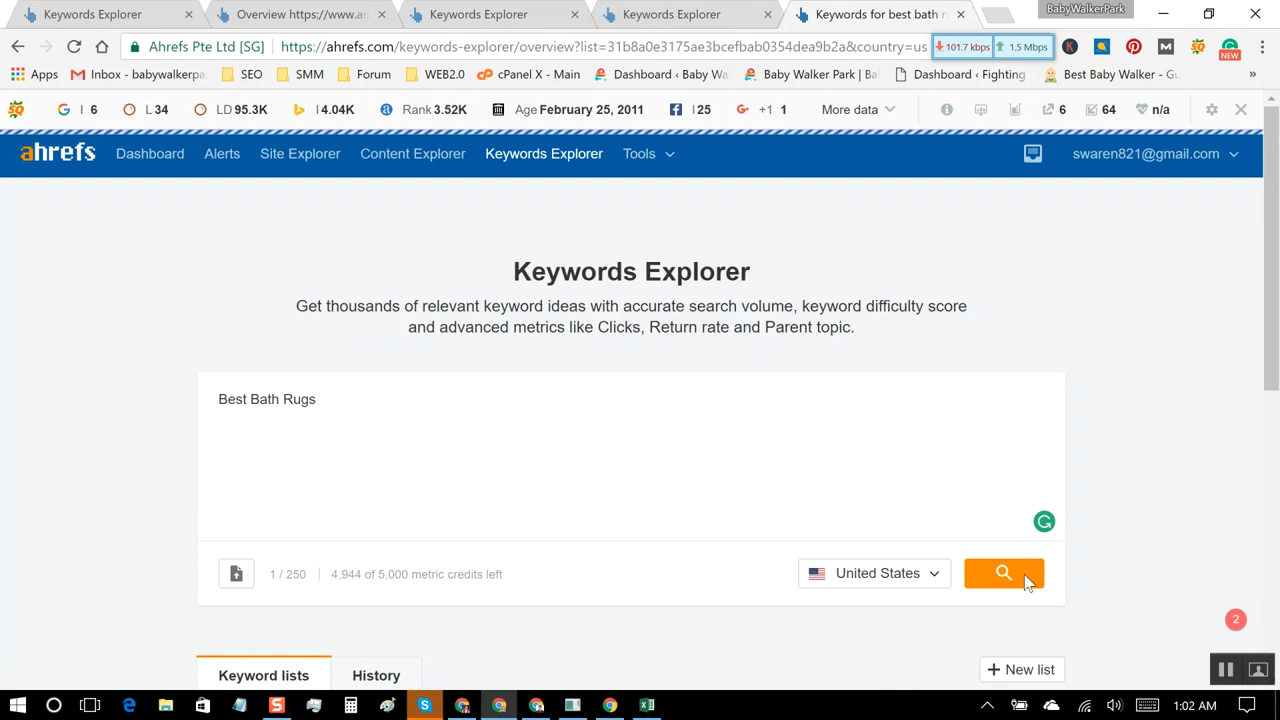 Keywords Explorer
Overview https://www.an
Keywords Explorer
Keywords Explorer
Keywords for best bath n
BabyWalkerPark
Ahrefs Pte Ltd [SG]
https://ahrefs.com/keywords-explorer/overview?list=31b8a0e3175ae3bcefbab0354dea9b2a&country=us
101.7 kbps
1.5 Mbps
NEW
Apps
Inbox - babywalkerpa
SEO
SMM
Forum
WEB2.0
cPanel X - Main
Dashboard ‹ Baby Wa
Baby Walker Park | Ba
Dashboard ‹ Fighting
Best Baby Walker - Gu
»
I 6
L 34
LD 95.3K
I 4.04K
Rank 3.52K
Age February 25, 2011
I 25
+1 1
More data
6
64
n/a
ahrefs
Dashboard
Alerts
Site Explorer
Content Explorer
Keywords Explorer
Tools
swaren821@gmail.com
Keywords Explorer
Get thousands of relevant keyword ideas with accurate search volume, keyword difficulty score
and advanced metrics like Clicks, Return rate and Parent topic.
Best Bath Rugs
1 / 250
4,944 of 5,000 metric credits left
United States
2
Keyword lists
History
+ New list
1:02 AM